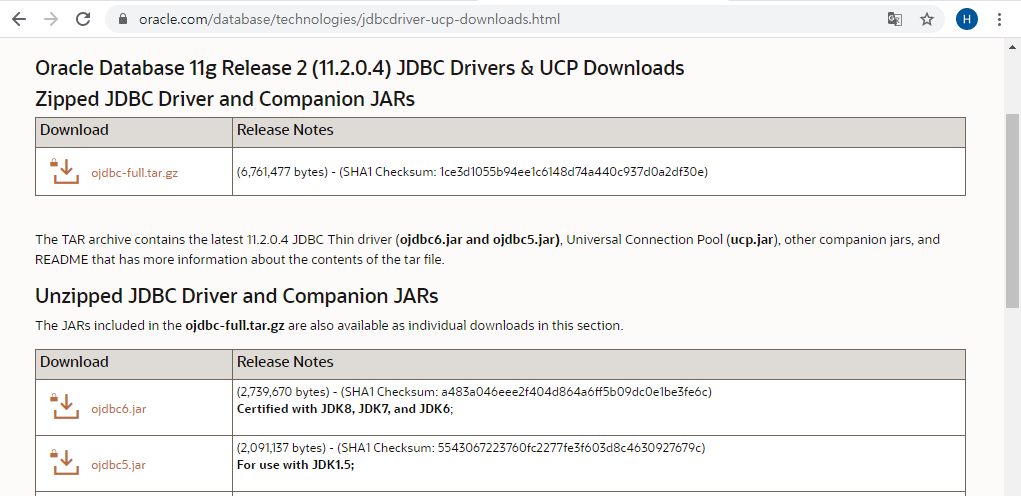 oracle.com/database/technologies/jdbcdriver-ucp-downloads.html
H
Oracle Database 11g Release 2 (11.2.0.4) JDBC Drivers & UCP Downloads
Zipped JDBC Driver and Companion JARs
Download Release Notes
ojdbc-full.tar.gz (6,761,477 bytes) - (SHA1 Checksum: 1ce3d1055b94ee1c6148d74a440c937d0a2df30e)
The TAR archive contains the latest 11.2.0.4 JDBC Thin driver (ojdbc6.jar and ojdbc5.jar), Universal Connection Pool (ucp.jar), other companion jars, and
README that has more information about the contents of the tar file.
Unzipped JDBC Driver and Companion JARs
The JARs included in the ojdbc-full.tar.gz are also available as individual downloads in this section.
Download Release Notes
(2,739,670 bytes) - (SHA1 Checksum: a483a046eee2f404d864a6ff5b09dc0e1be3fe6c)
ojdbc6.jar Certified with JDK8, JDK7, and JDK6;
(2,091,137 bytes) - (SHA1 Checksum: 5543067223760fc2277fe3f603d8c4630927679c)
ojdbc5.jar For use with JDK1.5;